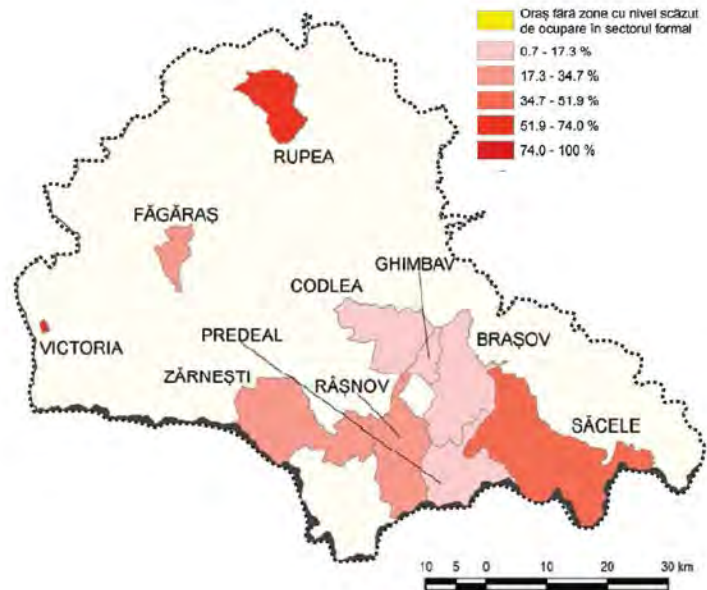 Oraș fără zone cu nivel scăzut
de ocupare în sectorul formal
0.7 - 17.3 %
17.3 - 34.7 %
34.7 - 51.9 %
51.9 - 74.0 %
74.0 - 100 %
RUPEA
FĂGĂRAȘ
GHIMBAV
CODLEA
PREDEAL
BRAȘOV
VICTORIA
ZĂRNEȘTI
RÂȘNOV
SĂCELE
10 5 0 10 20 30 km